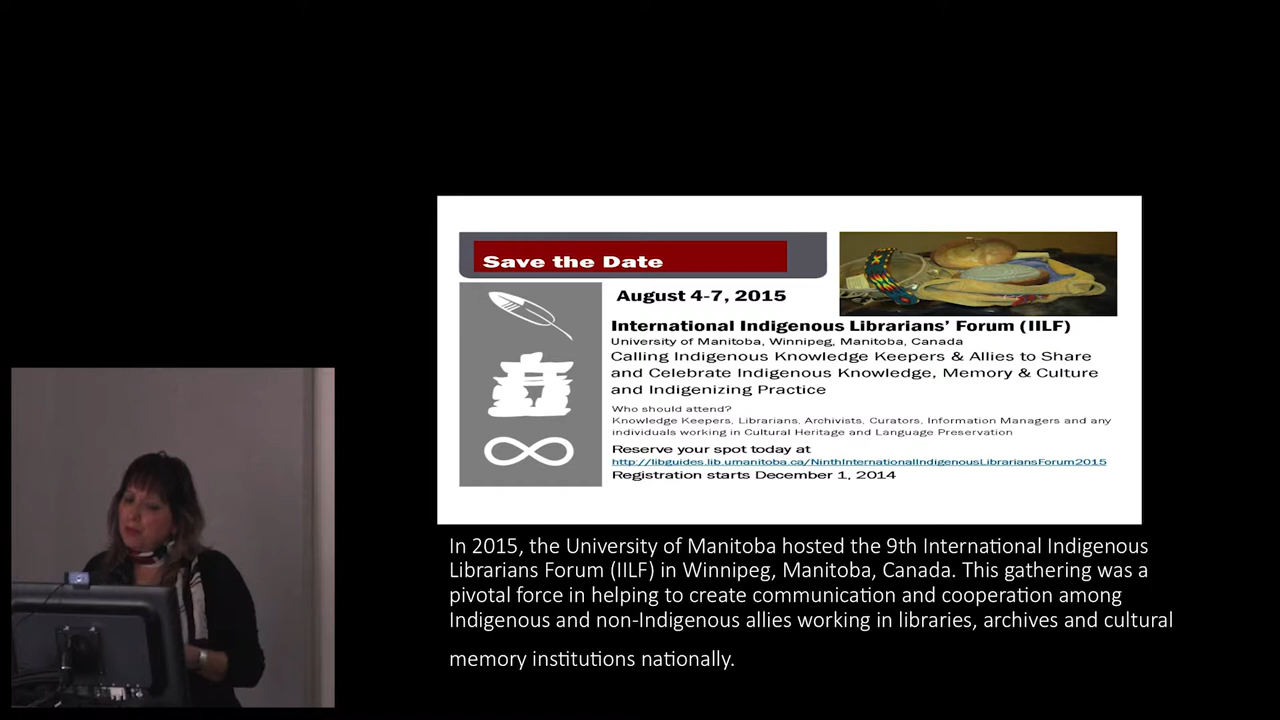 Save the Date
August 4-7, 2015
International Indigenous Librarians’ Forum (IILF)
University of Manitoba, Winnipeg, Manitoba, Canada
Calling Indigenous Knowledge Keepers & Allies to Share
and Celebrate Indigenous Knowledge, Memory & Culture
and Indigenizing Practice
Who should attend?
Knowledge Keepers, Librarians, Archivists, Curators, Information Managers and any
individuals working in Cultural Heritage and Language Preservation
Reserve your spot today at
http://libguides.lib.umanitoba.ca/NinthInternationalIndigenousLibrariansForum2015
Registration starts December 1, 2014
In 2015, the University of Manitoba hosted the 9th International Indigenous
Librarians Forum (IILF) in Winnipeg, Manitoba, Canada. This gathering was a
pivotal force in helping to create communication and cooperation among
Indigenous and non-Indigenous allies working in libraries, archives and cultural
memory institutions nationally.